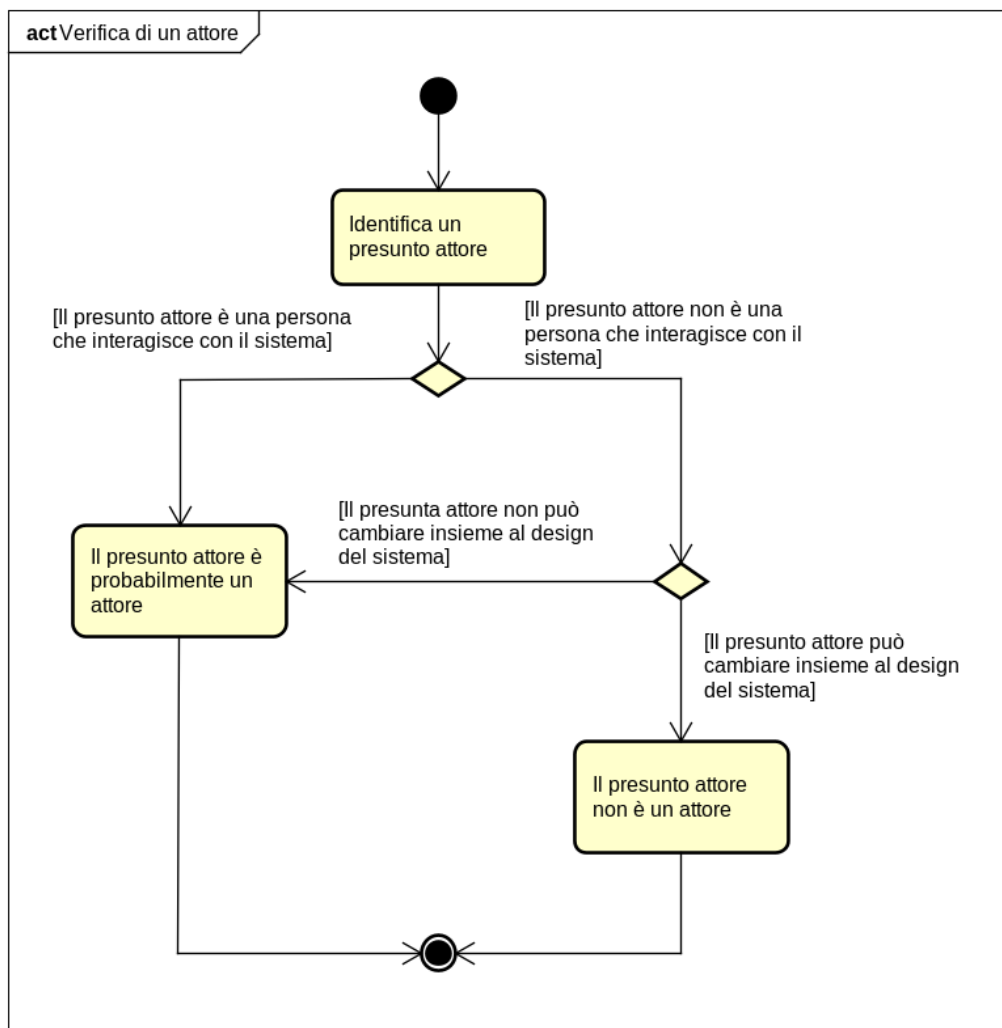 act Verifica di un attore
Identifica un
presunto attore
[Il presunto attore è una persona
che interagisce con il sistema]
[Il presunto attore non è una
persona che interagisce con il
sistema]
[Il presunta attore non può
cambiare insieme al design
del sistema]
Il presunto attore è
probabilmente un
attore
[Il presunto attore può
cambiare insieme al design
del sistema]
Il presunto attore
non è un attore